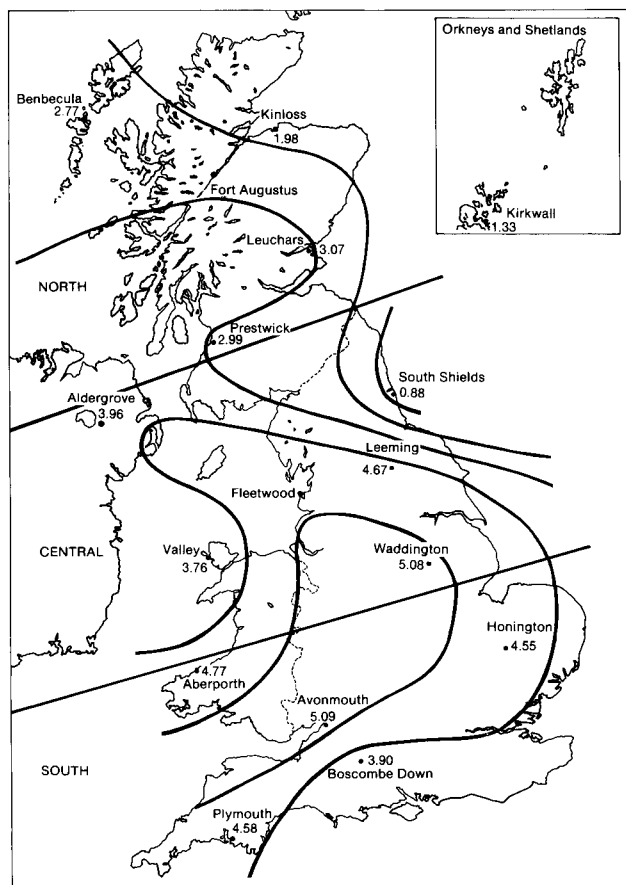 Orkneys and Shetlands
Benbecula
2.77
Kinloss
1.98
Kirkwall
1.33
Fort Augustus
Leuchars
3.07
NORTH
Prestwick
2.99
South Shields
0.88
Aldergrove
3.96
Leeming
4.67
Fleetwood
CENTRAL
Valley
3.76
Waddington
5.08
Honington
4.55
4.77
Aberporth
Avonmouth
5.09
SOUTH
3.90
Boscombe Down
Plymouth
4.58